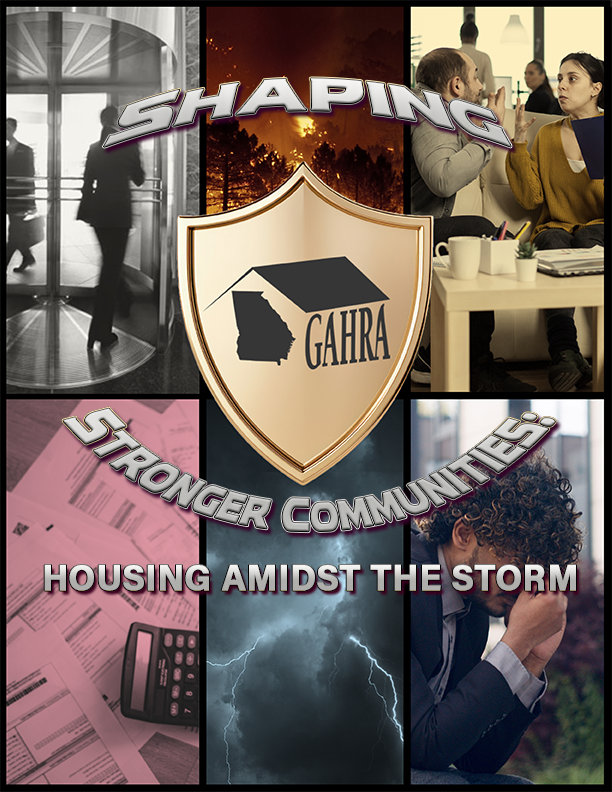 SHAPING
GAHRA
STRONGER COMMUNITIES:
HOUSING AMIDST THE STORM